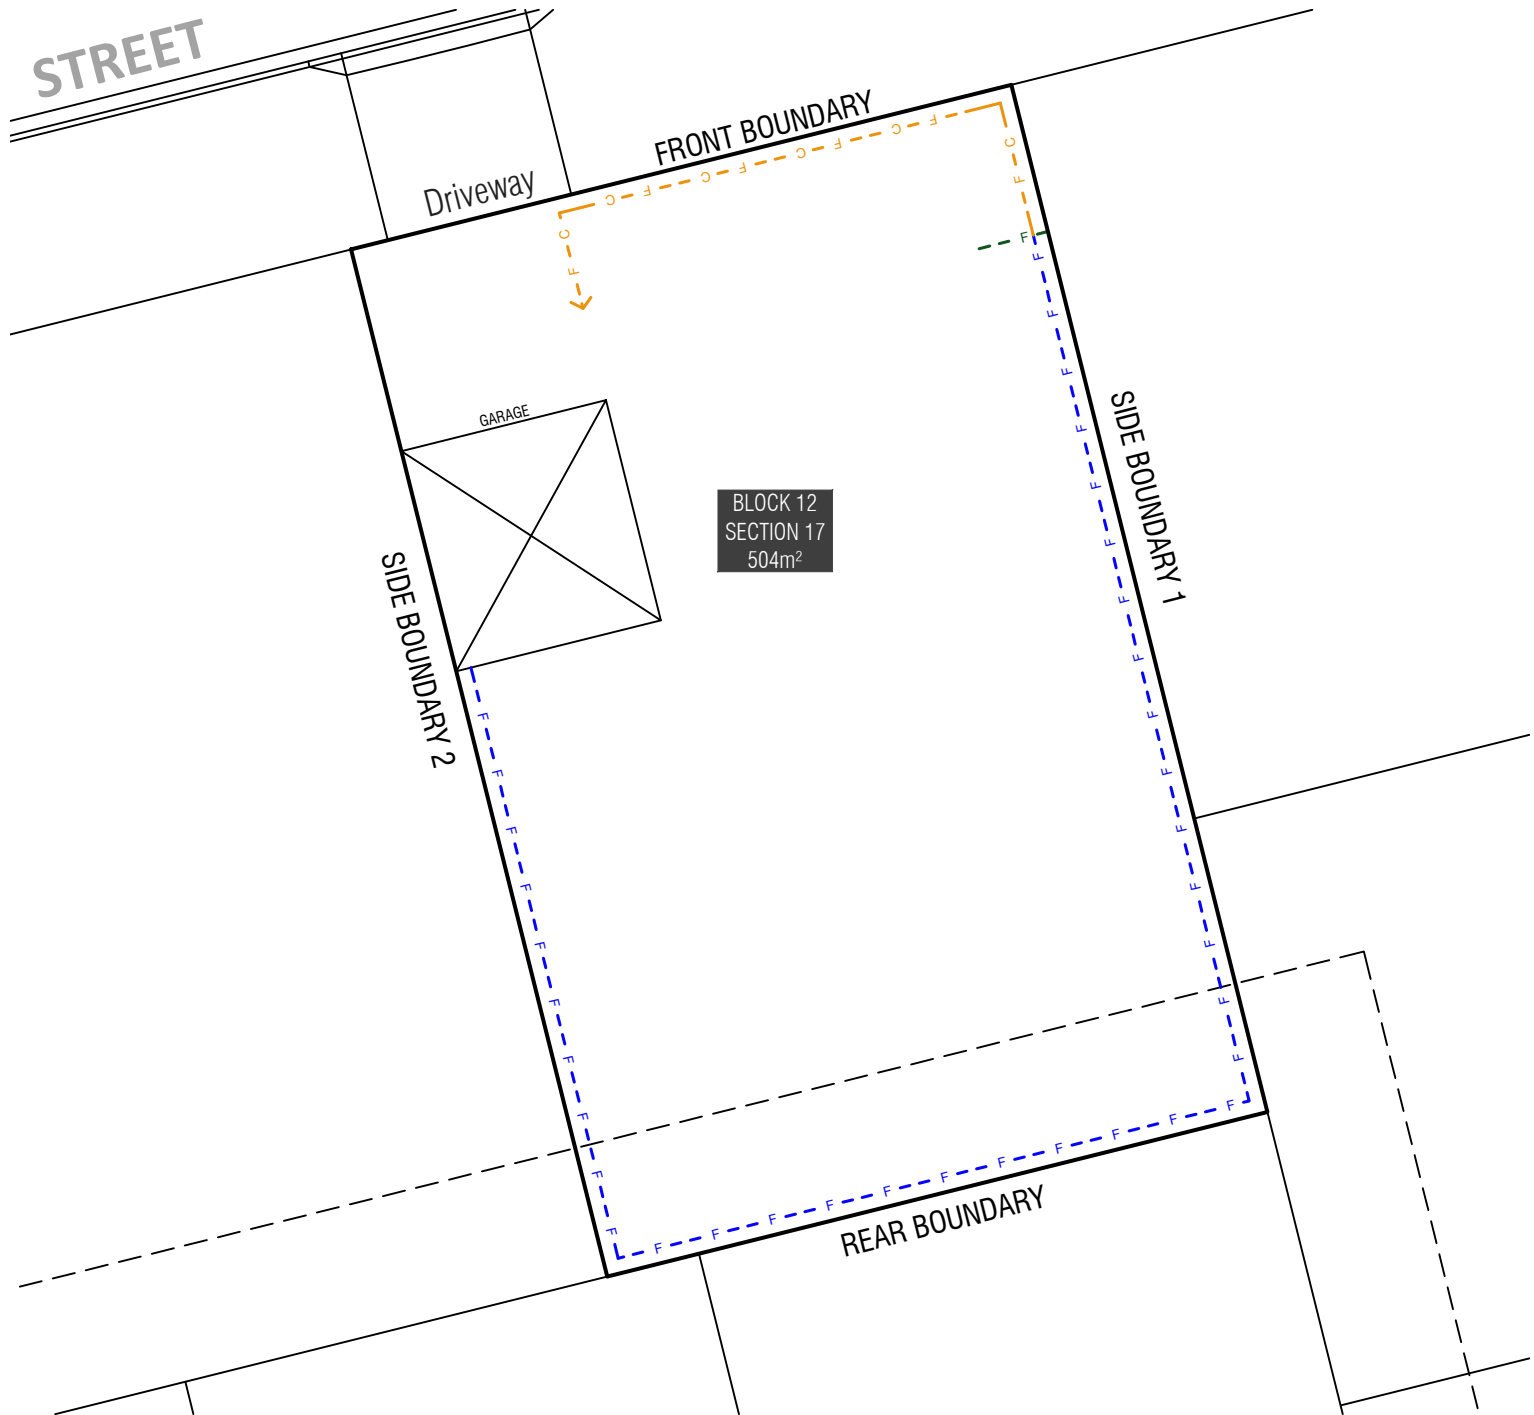 STREET
FRONT BOUNDARY
Driveway
F C F C F C F C
C F
C F
F
GARAGE
SIDE BOUNDARY 1
BLOCK 12
SECTION 17
504m²
SIDE BOUNDARY 2
F F F F F F F F F F F F F F F
F F F F F F F F F F
F F F F F F F F F F F
REAR BOUNDARY